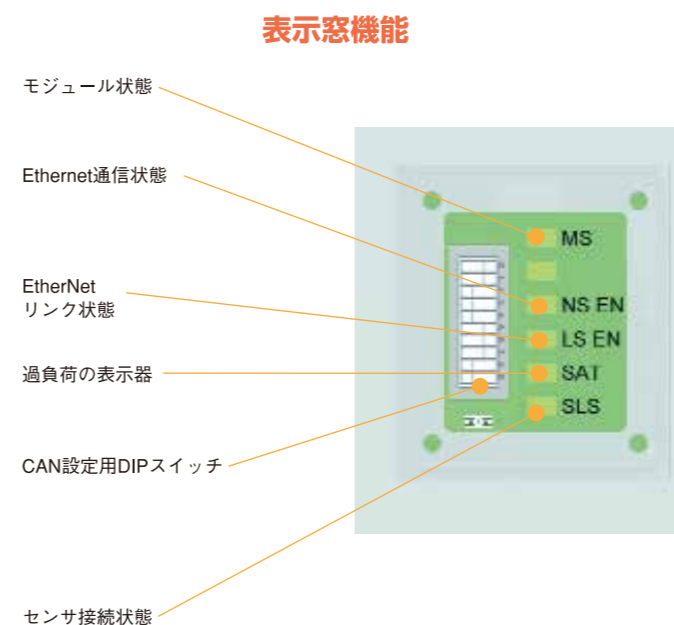 表示窓機能
モジュール状態
Ethernet通信状態
EtherNet
リンク状態
過負荷の表示器
CAN設定用DIPスイッチ
センサ接続状態
MS
NS EN
LS EN
SAT
SLS